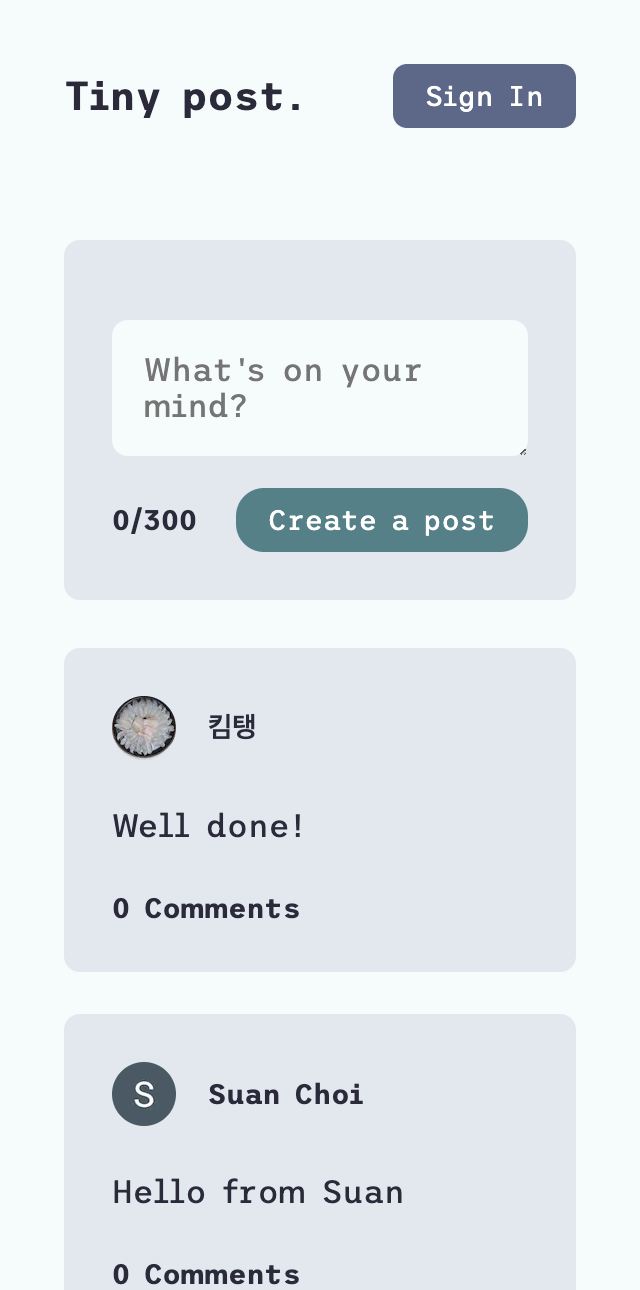 Tiny post.
Sign In
What's on your
mind?
0/300
Create a post
킴탱
Well done!
0 Comments
S
Suan Choi
Hello from Suan
0 Comments